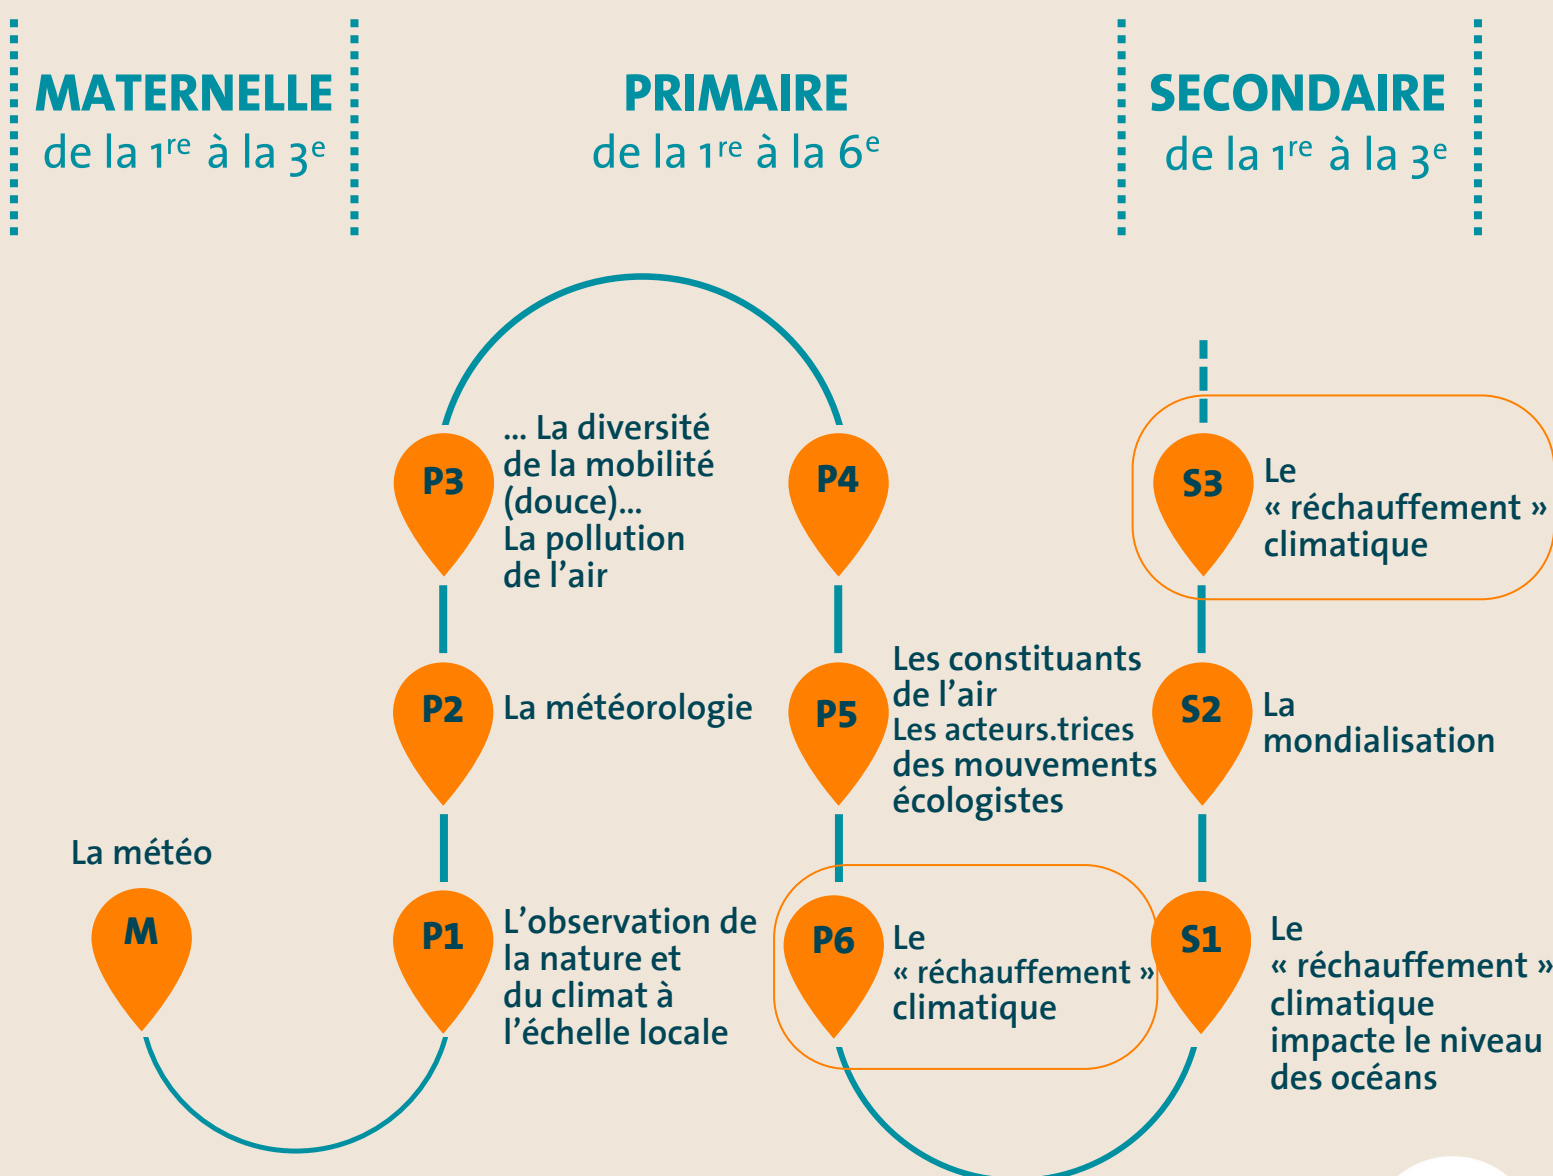 MATERNELLE
de la 1re à la 3e
PRIMAIRE
de la 1re à la 6e
SECONDAIRE
de la 1re à la 3e
La météo
M
P1
L’observation de
la nature et
du climat à
l’échelle locale
P2
La météorologie
P3
... La diversité
de la mobilité
(douce)...
La pollution
de l’air
P4
P5
Les constituants
de l’air
Les acteurs.trices
des mouvements
écologistes
P6
Le
« réchauffement »
climatique
S1
Le
« réchauffement »
climatique
impacte le niveau
des océans
S2
La
mondialisation
S3
Le
« réchauffement »
climatique